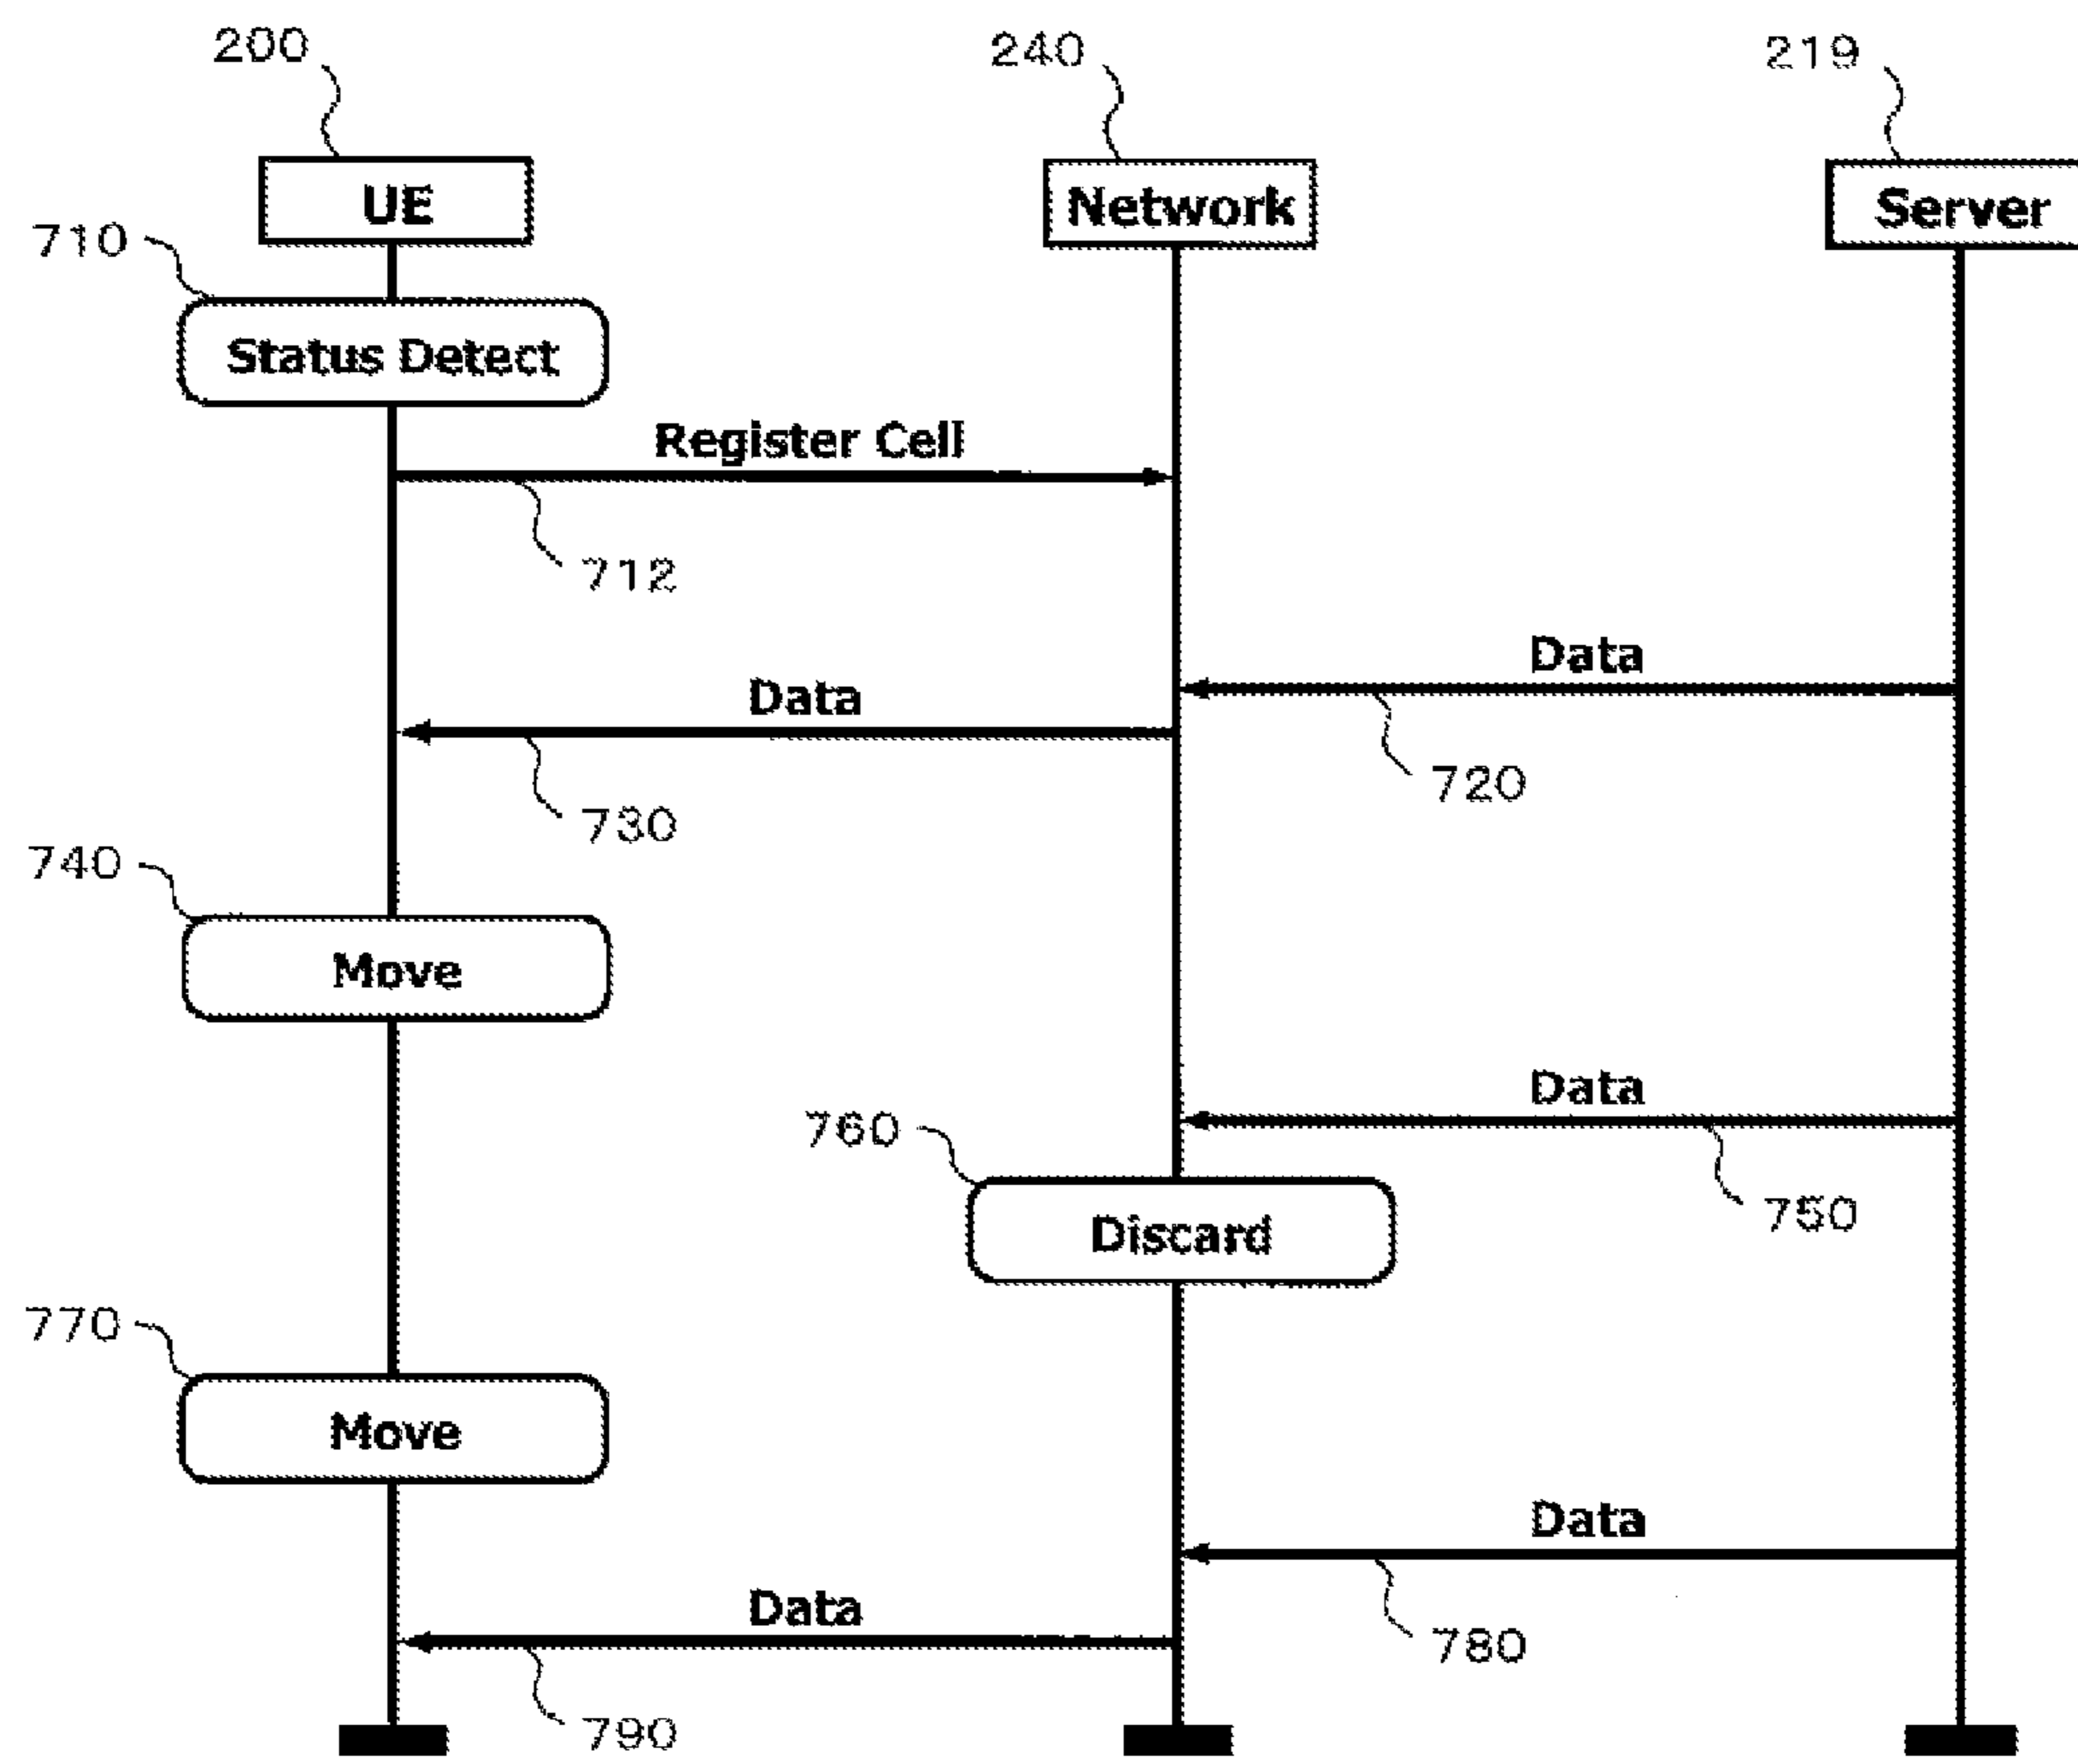 200
240
219
UE
Network
Server
710
Status Detect
Register Cell
712
Data
Data
720
730
740
Move
Data
760
750
Discard
770
Move
Data
Data
780
790